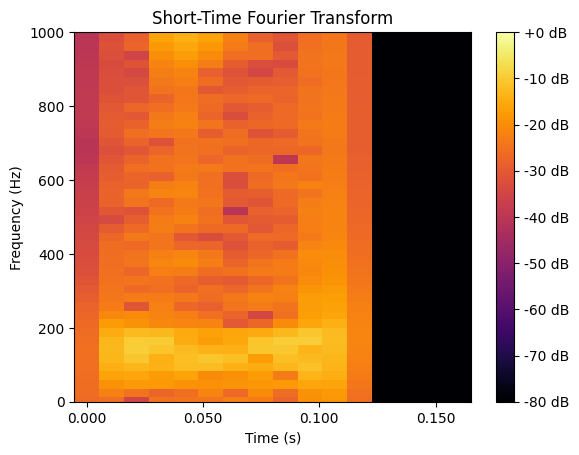 Short-Time Fourier Transform
Frequency (Hz)
1000
800
600
400
200
0
0.000
0.050
0.100
0.150
Time (s)
+0 dB
-10 dB
-20 dB
-30 dB
-40 dB
-50 dB
-60 dB
-70 dB
-80 dB